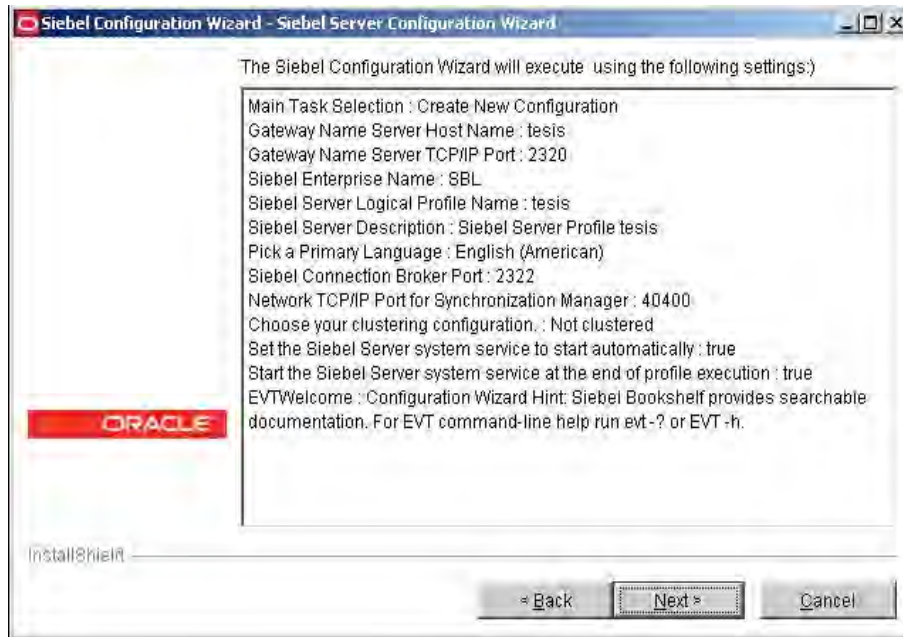 Siebel Configuration Wizard - Siebel Server Configuration Wizard
The Siebel Configuration Wizard will execute using the following settings:)
Main Task Selection : Create New Configuration
Gateway Name Server Host Name : tesis
Gateway Name Server TCP/IP Port : 2320
Siebel Enterprise Name : SBL
Siebel Server Logical Profile Name : tesis
Siebel Server Description : Siebel Server Profile tesis
Pick a Primary Language : English (American)
Siebel Connection Broker Port : 2322
Network TCP/IP Port for Synchronization Manager : 40400
Choose your clustering configuration. : Not clustered
Set the Siebel Server system service to start automatically : true
Start the Siebel Server system service at the end of profile execution : true
EVTWelcome : Configuration Wizard Hint: Siebel Bookshelf provides searchable
documentation. For EVT command-line help run evt -? or EVT -h.
ORACLE
InstallShield
< Back
Next >
Cancel